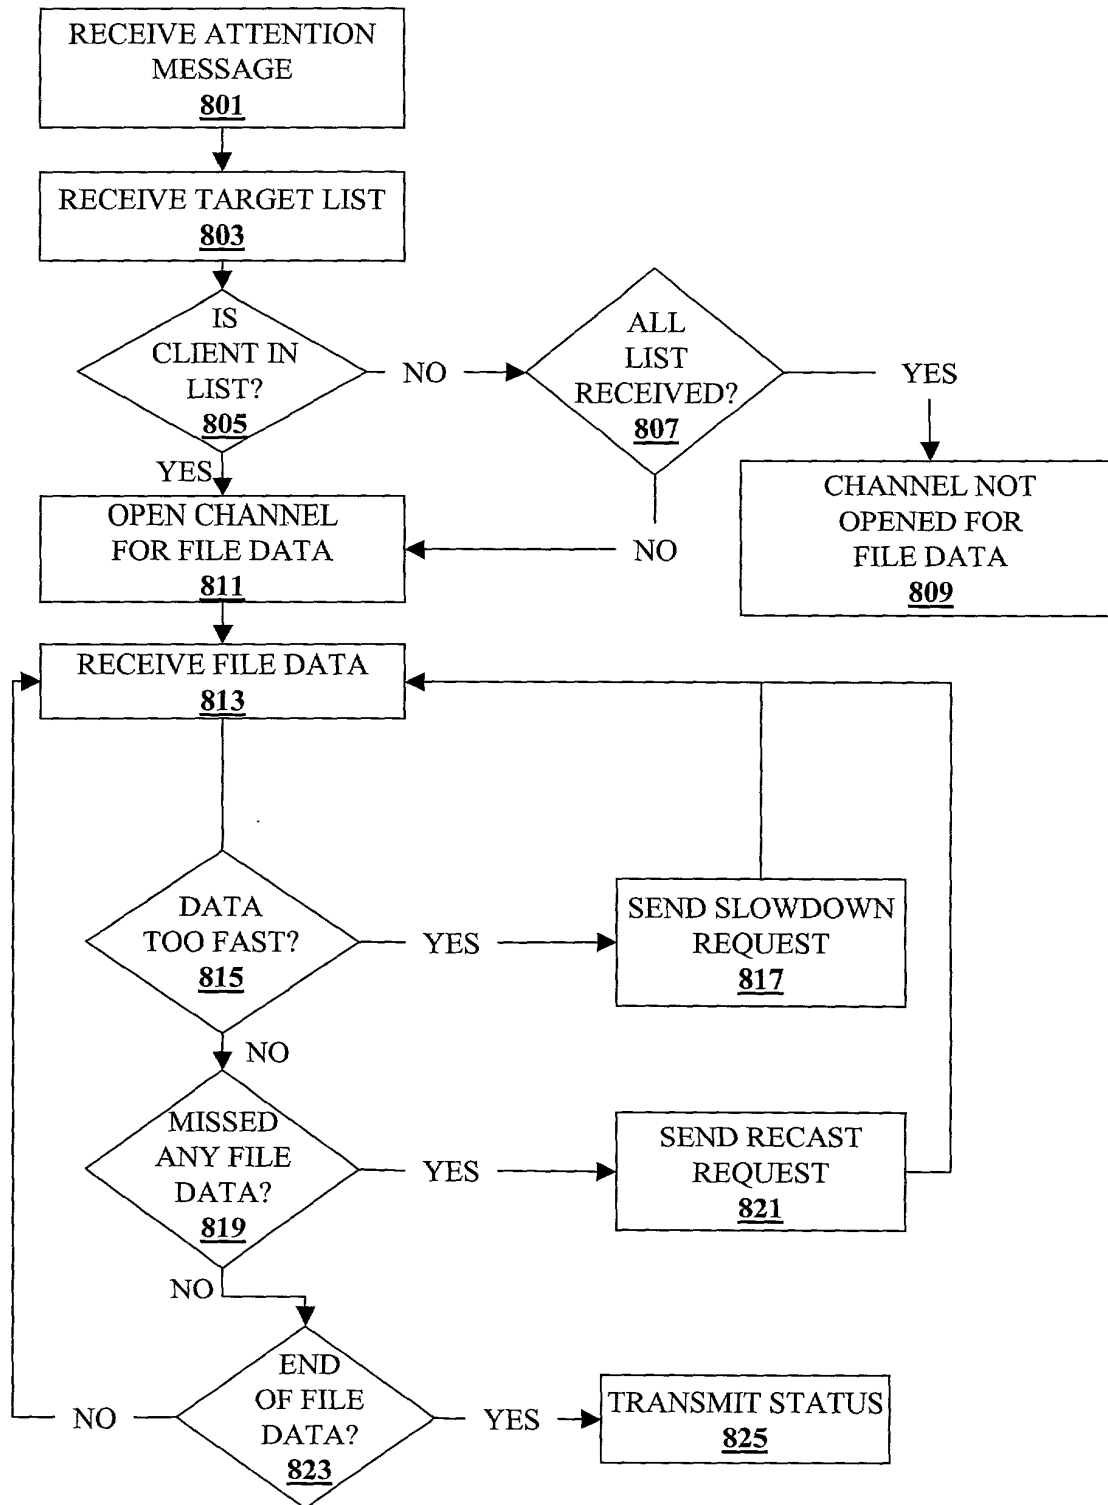 RECEIVE ATTENTION
MESSAGE
801
RECEIVE TARGET LIST
803
IS
CLIENT IN
LIST?
805
NO
ALL
LIST
RECEIVED?
807
YES
YES
OPEN CHANNEL
FOR FILE DATA
811
NO
CHANNEL NOT
OPENED FOR
FILE DATA
809
RECEIVE FILE DATA
813
DATA
TOO FAST?
815
YES
SEND SLOWDOWN
REQUEST
817
NO
MISSED
ANY FILE
DATA?
819
YES
SEND RECAST
REQUEST
821
NO
END
OF FILE
DATA?
823
NO
YES
TRANSMIT STATUS
825